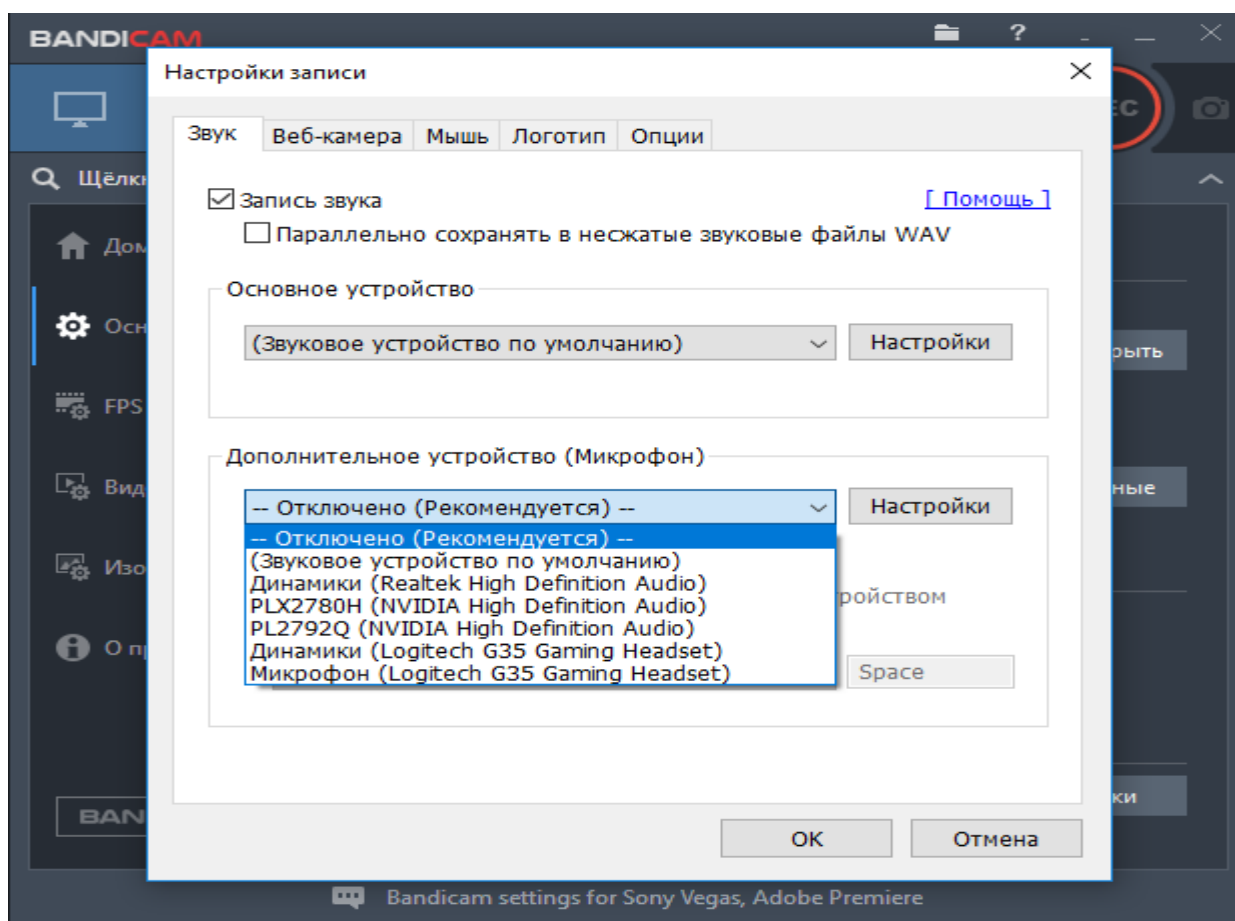 BANDICAM
?
Настройки записи
Звук Веб-камера Мышь Логотип Опции
Запись звука [ Помощь ]
Параллельно сохранять в несжатые звуковые файлы WAV
Основное устройство
(Звуковое устройство по умолчанию) Настройки
Дополнительное устройство (Микрофон)
-- Отключено (Рекомендуется) -- Настройки
-- Отключено (Рекомендуется) --
(Звуковое устройство по умолчанию)
Динамики (Realtek High Definition Audio)
PLX2780H (NVIDIA High Definition Audio)
PL2792Q (NVIDIA High Definition Audio)
Динамики (Logitech G35 Gaming Headset)
Микрофон (Logitech G35 Gaming Headset)
Space
OK Отмена
FPS
Bandicam settings for Sony Vegas, Adobe Premiere